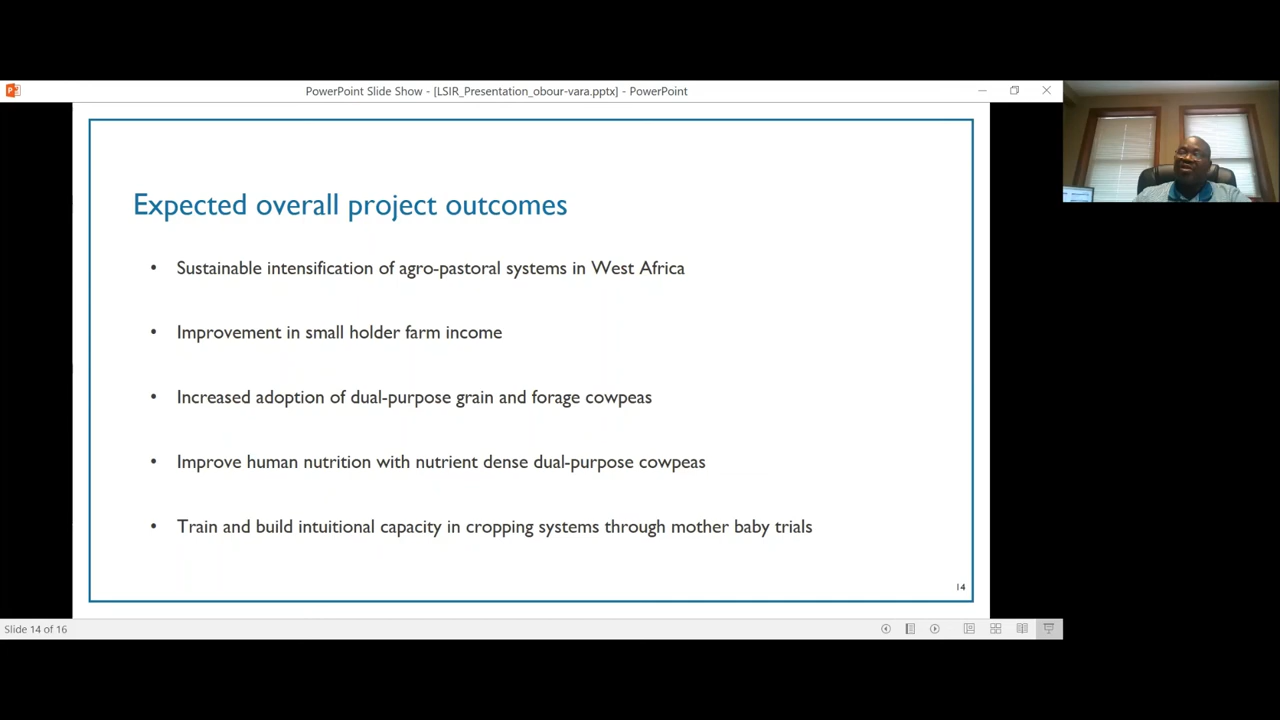 PowerPoint Slide Show - [LSIR_Presentation_obour-vara.pptx] - PowerPoint
Expected overall project outcomes
• Sustainable intensification of agro-pastoral systems in West Africa
• Improvement in small holder farm income
• Increased adoption of dual-purpose grain and forage cowpeas
• Improve human nutrition with nutrient dense dual-purpose cowpeas
• Train and build intuitional capacity in cropping systems through mother baby trials
14
Slide 14 of 16